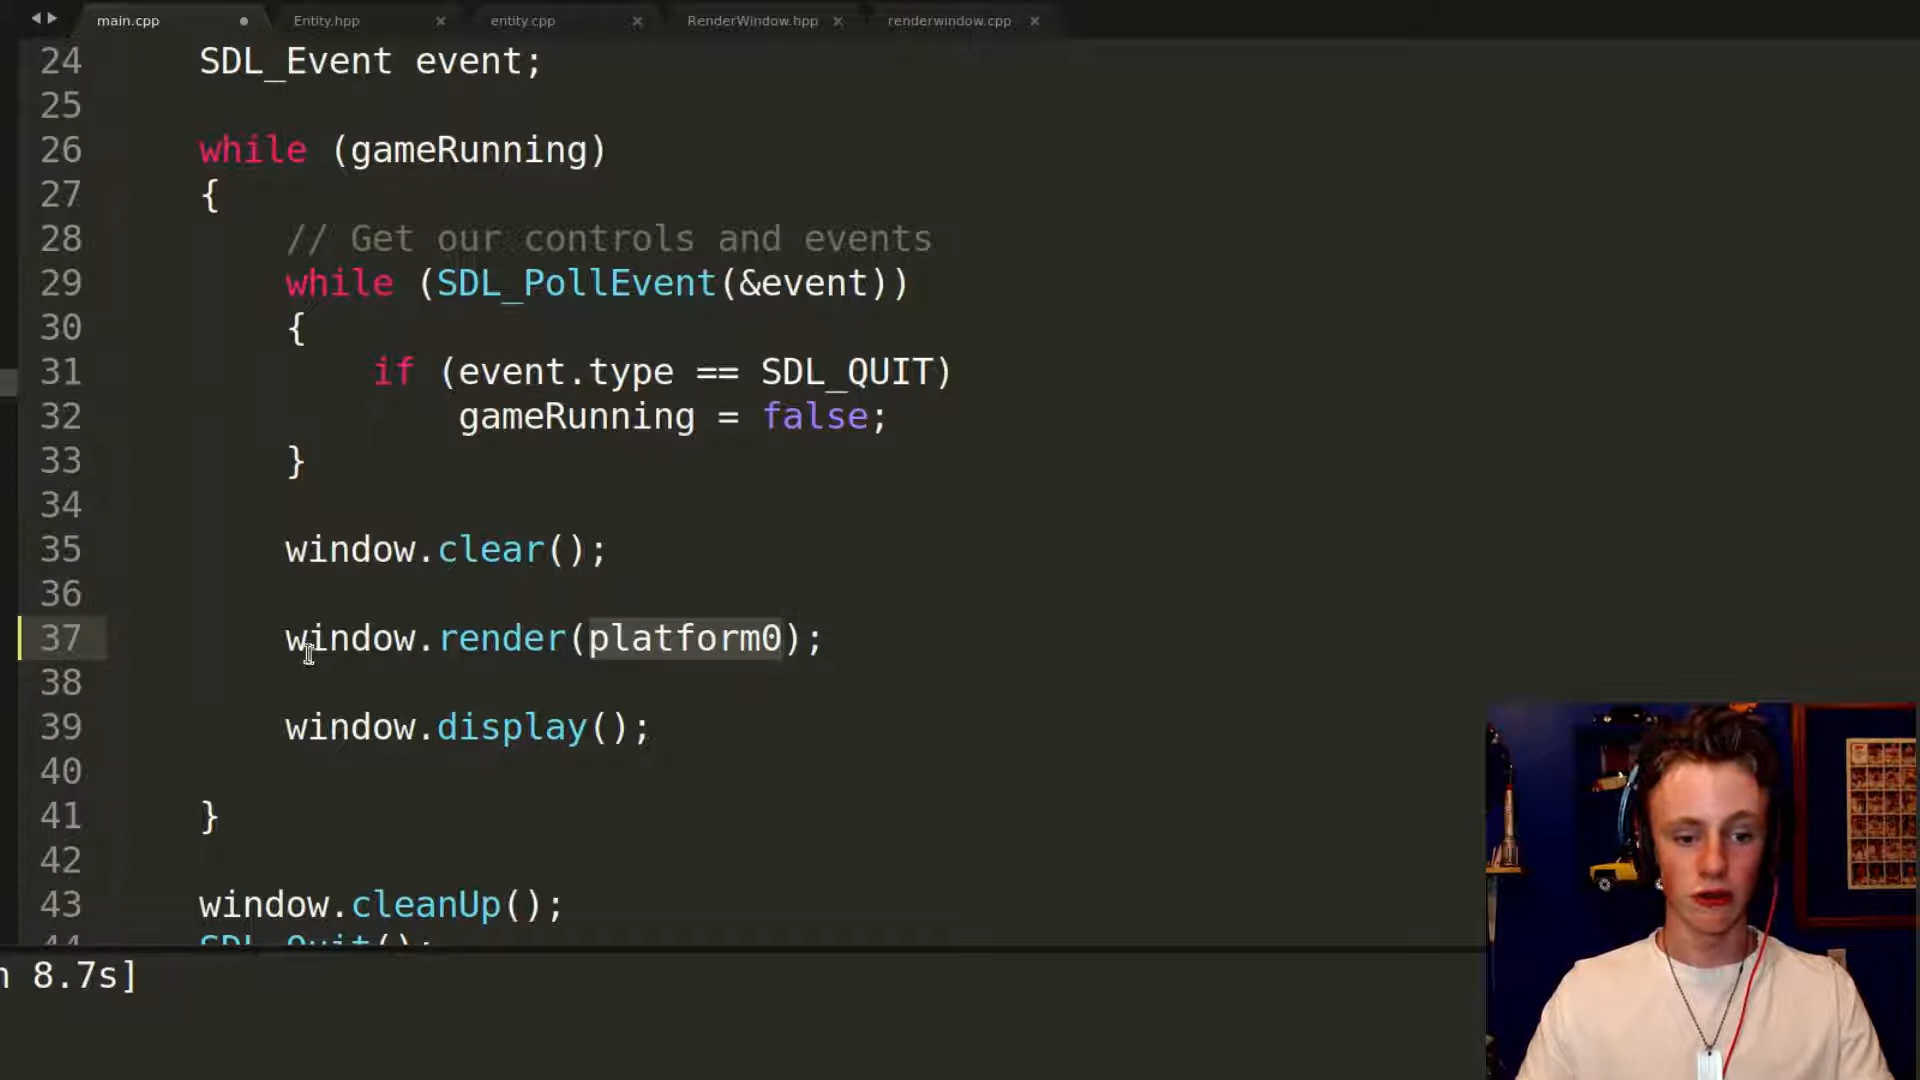 main.cpp Entity.hpp entity.cpp RenderWindow.hpp renderwindow.cpp
24 SDL_Event event;
25
26 while (gameRunning)
27 {
28 // Get our controls and events
29 while (SDL_PollEvent(&event))
30 {
31 if (event.type == SDL_QUIT)
32 gameRunning = false;
33 }
34
35 window.clear();
36
37 window.render(platform0);
38
39 window.display();
40
41 }
42
43 window.cleanUp();
44 SDL_Quit();
8.7s]